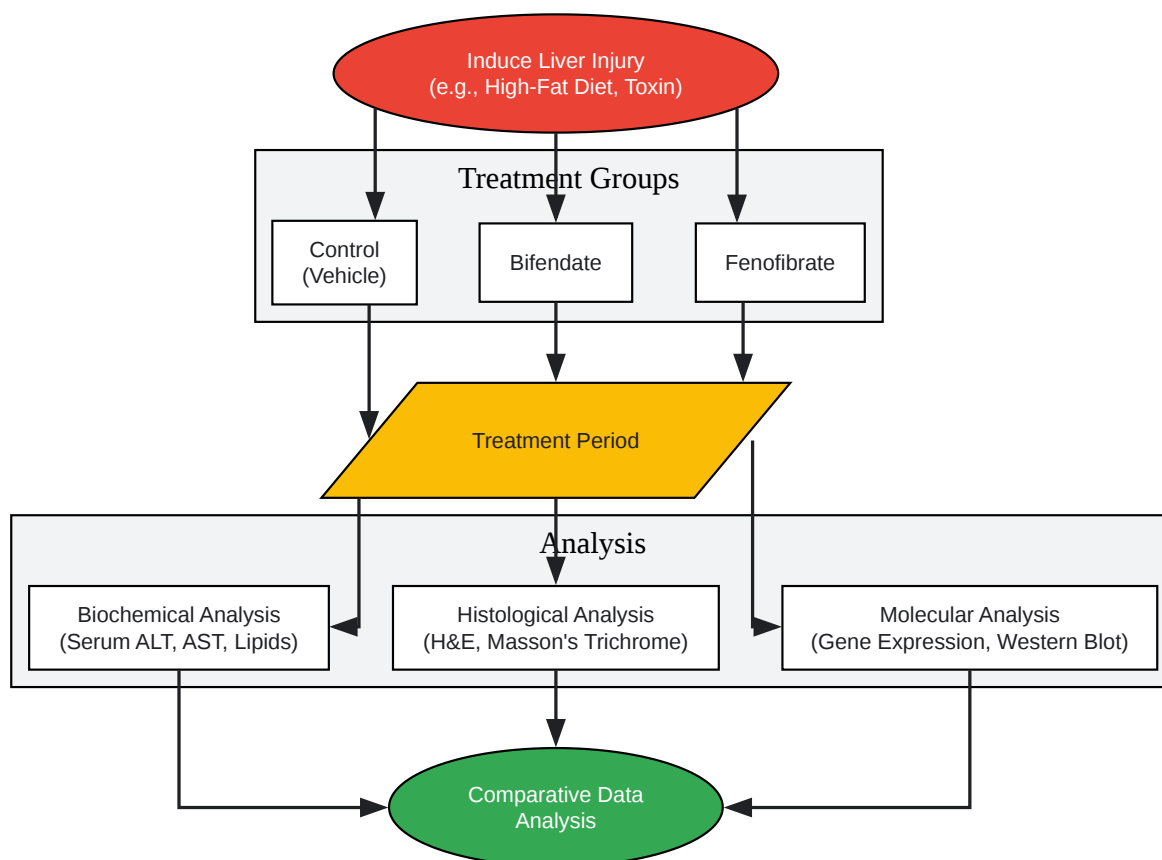 Induce Liver Injury
(e.g., High-Fat Diet, Toxin)
Treatment Groups
Control
(Vehicle)
Bifendate
Fenofibrate
Treatment Period
Analysis
Biochemical Analysis
(Serum ALT, AST, Lipids)
Histological Analysis
(H&E, Masson's Trichrome)
Molecular Analysis
(Gene Expression, Western Blot)
Comparative Data
Analysis